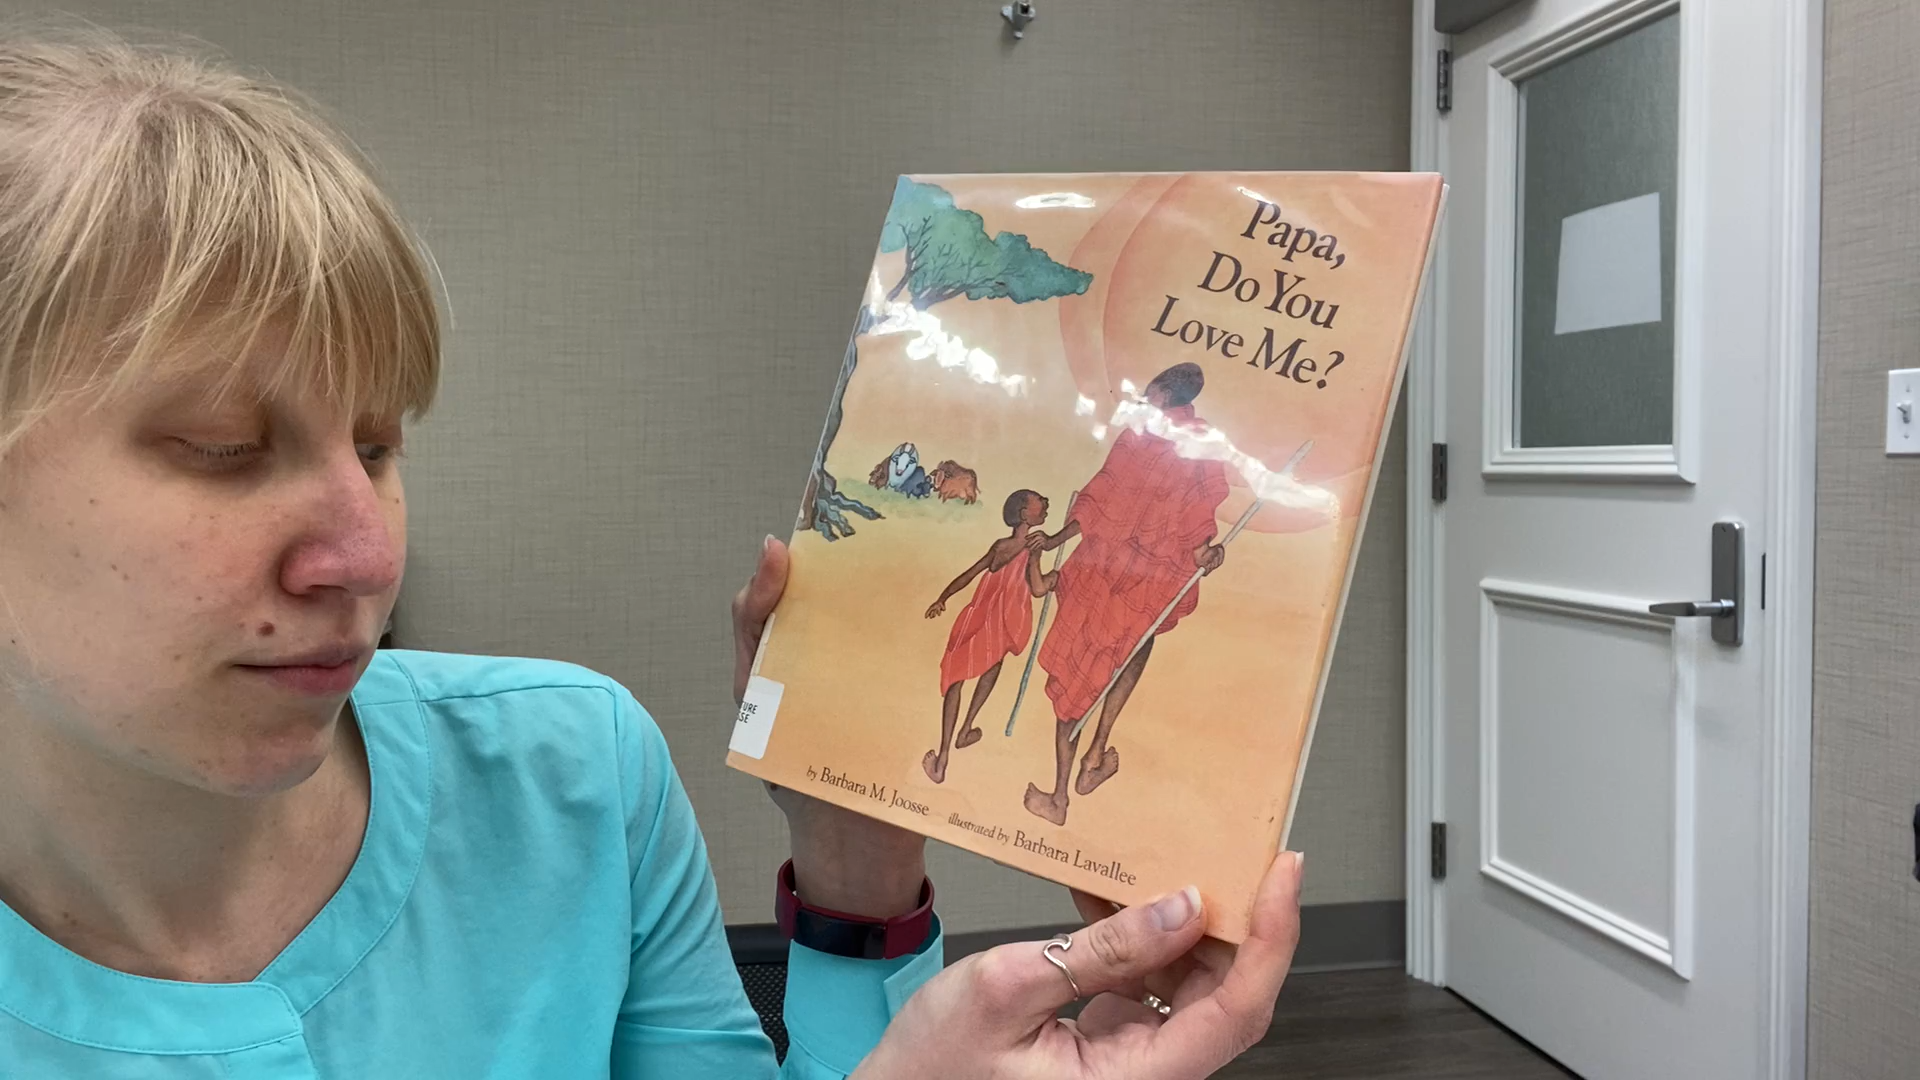 Papa,
Do You
Love Me?
by Barbara M. Joosse
illustrated by Barbara Lavallee